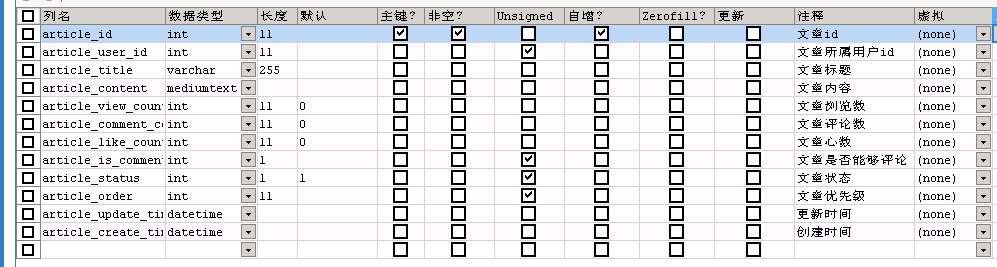 列名 数据类型 长度 默认 主键? 非空? Unsigned 自增? Zerofill? 更新 注释 虚拟
article_id int 11 文章id (none)
article_user_id int 11 文章所属用户id (none)
article_title varchar 255 文章标题 (none)
article_content mediumtext 文章内容 (none)
article_view_coun int 11 0 文章浏览数 (none)
article_comment_c int 11 0 文章评论数 (none)
article_like_coun int 11 0 文章心数 (none)
article_is_commen int 1 文章是否能够评论 (none)
article_status int 1 1 文章状态 (none)
article_order int 11 文章优先级 (none)
article_update_ti datetime 更新时间 (none)
article_create_ti datetime 创建时间 (none)